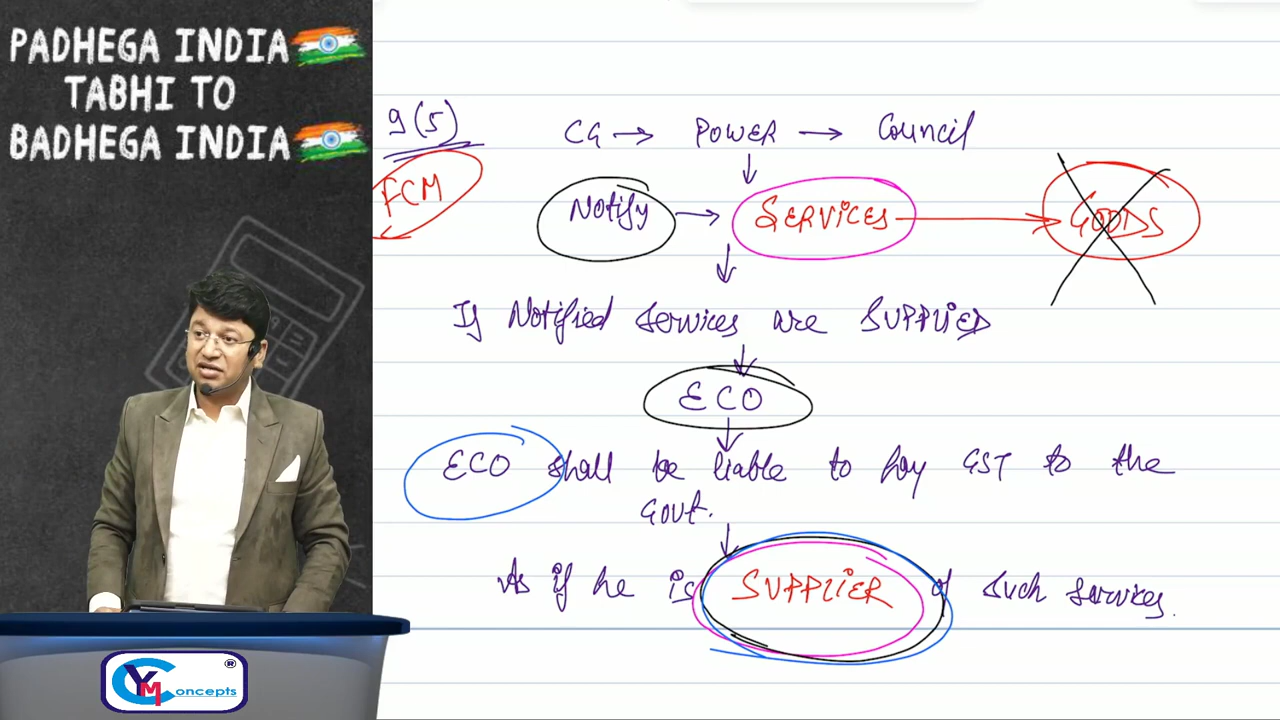 PADHEGA INDIA
TABHI TO
BADHEGA INDIA
9(5)
CG → POWER → Council
FCM
Notify → SERVICES → GOODS
If Notified Services are SUPPLIED
ECO
ECO shall be liable to pay GST to the
Govt.
As if he is SUPPLIER of such services.
CYM Concepts ®